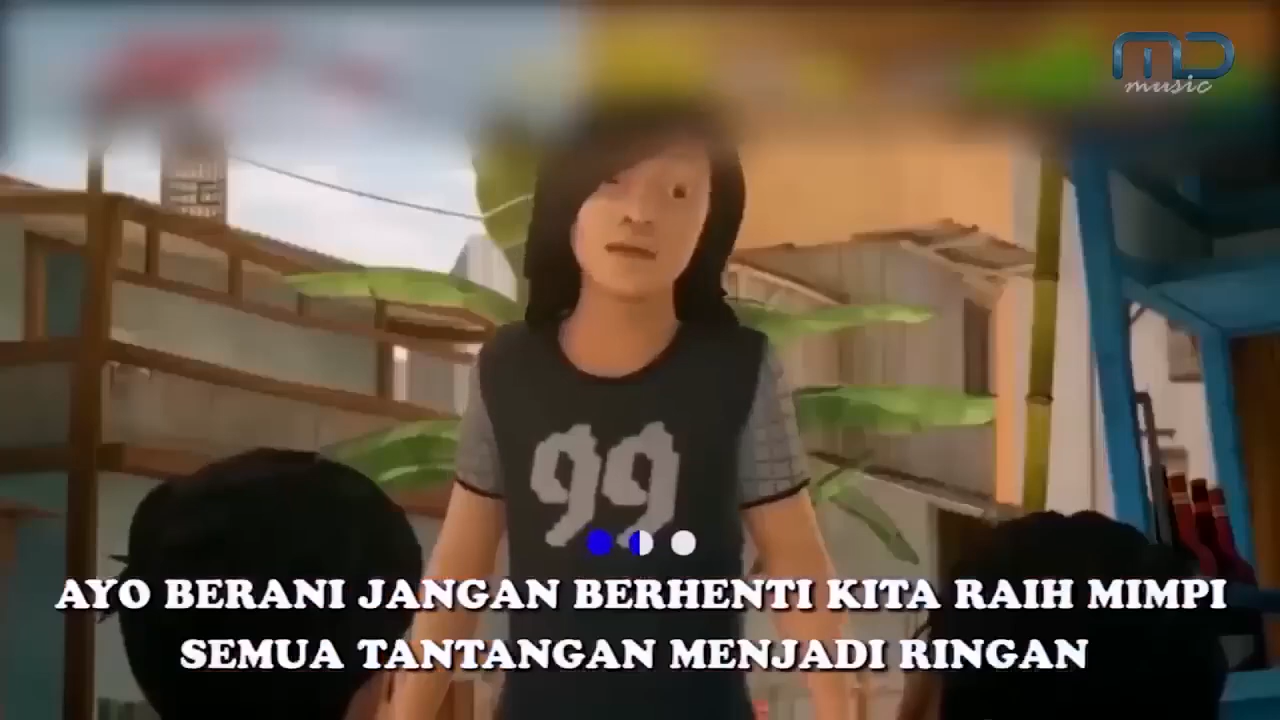 MD
music
99
AYO BERANI JANGAN BERHENTI KITA RAIH MIMPI
SEMUA TANTANGAN MENJADI RINGAN